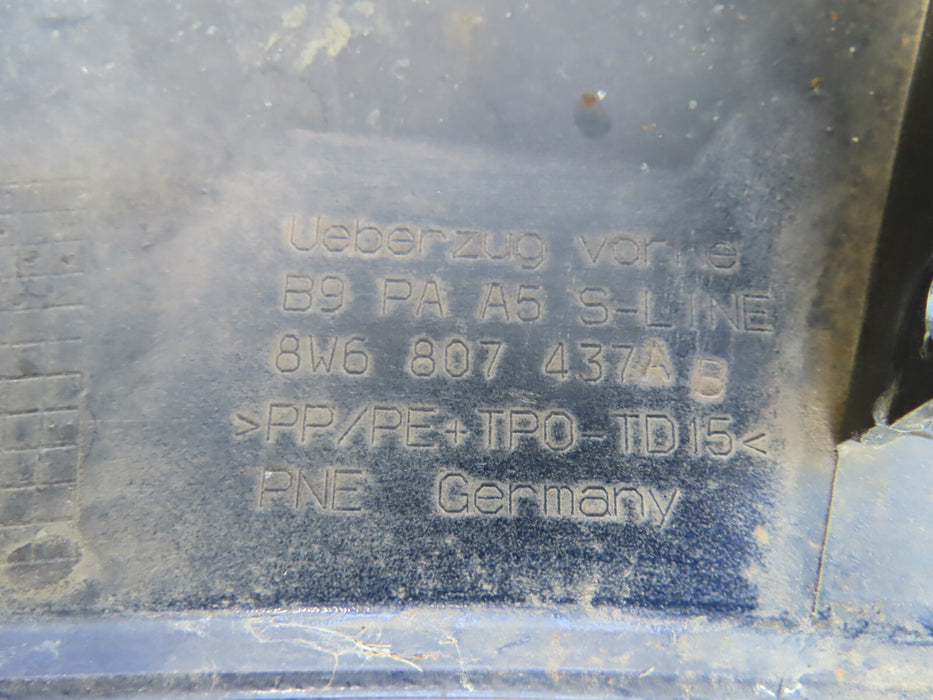 Ueberzug vorne
B9 PA A5 S-LINE
8W6 807 437A B
>PP/PE+TPO-TD15<
PNE Germany